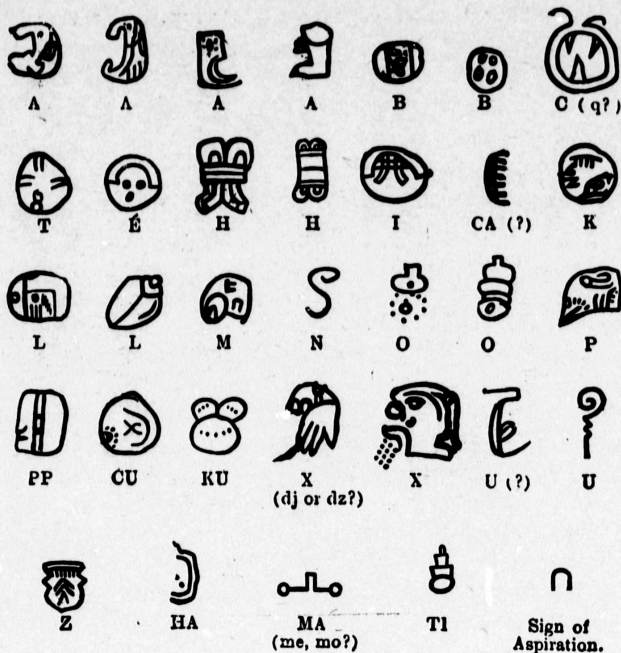 A A A A B B C (q?)
T É H H I CA (?) K
L L M N O O P
PP CU KU X X U (?) U
(dj or dz?)
Z HA MA TI Sign of
(me, mo?) Aspiration.